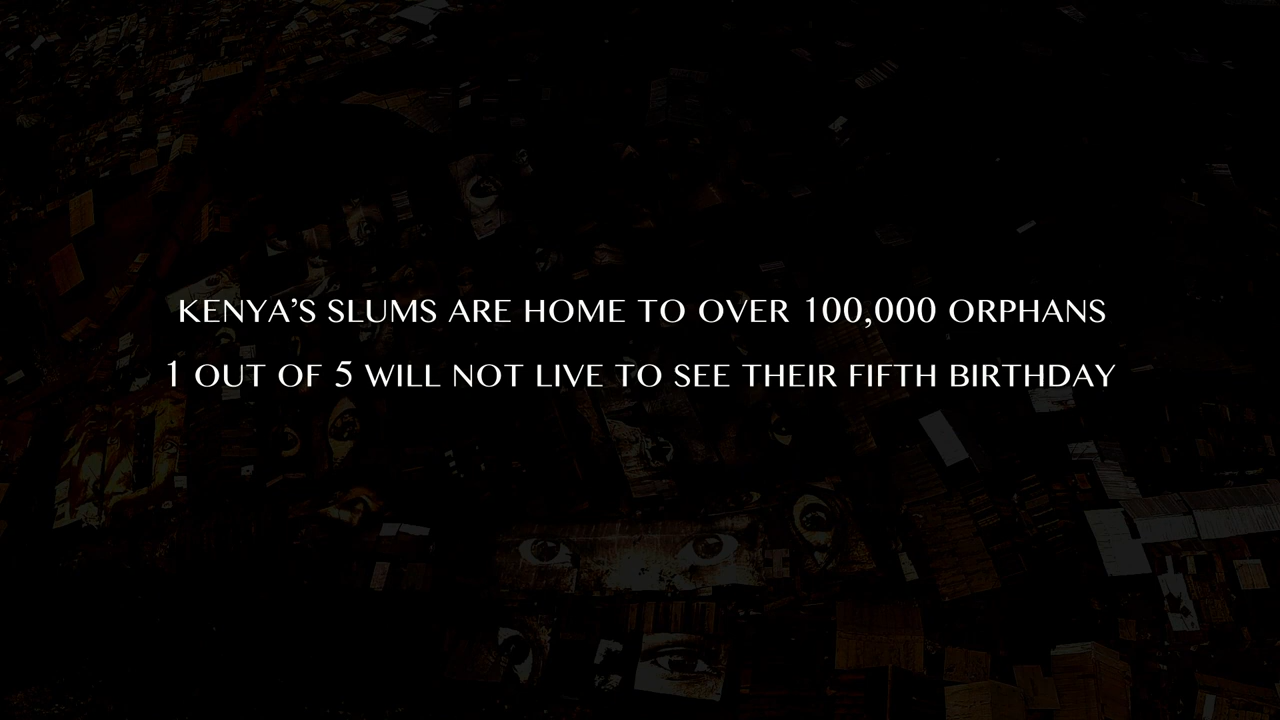 KENYA’S SLUMS ARE HOME TO OVER 100,000 ORPHANS
1 OUT OF 5 WILL NOT LIVE TO SEE THEIR FIFTH BIRTHDAY